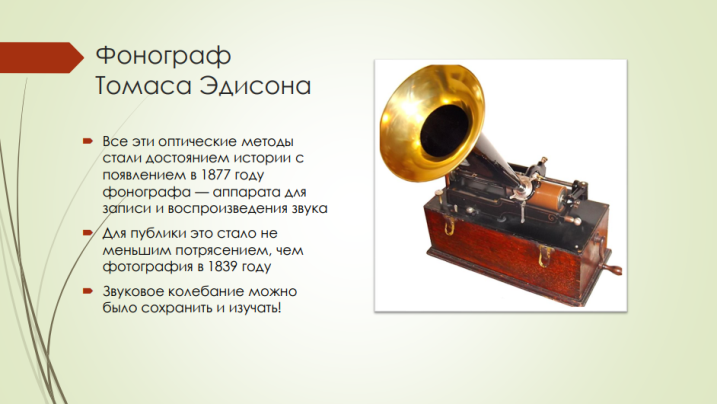 Фонограф
Томаса Эдисона
Все эти оптические методы
стали достоянием истории с
появлением в 1877 году
фонографа — аппарата для
записи и воспроизведения звука
Для публики это стало не
меньшим потрясением, чем
фотография в 1839 году
Звуковое колебание можно
было сохранить и изучать!